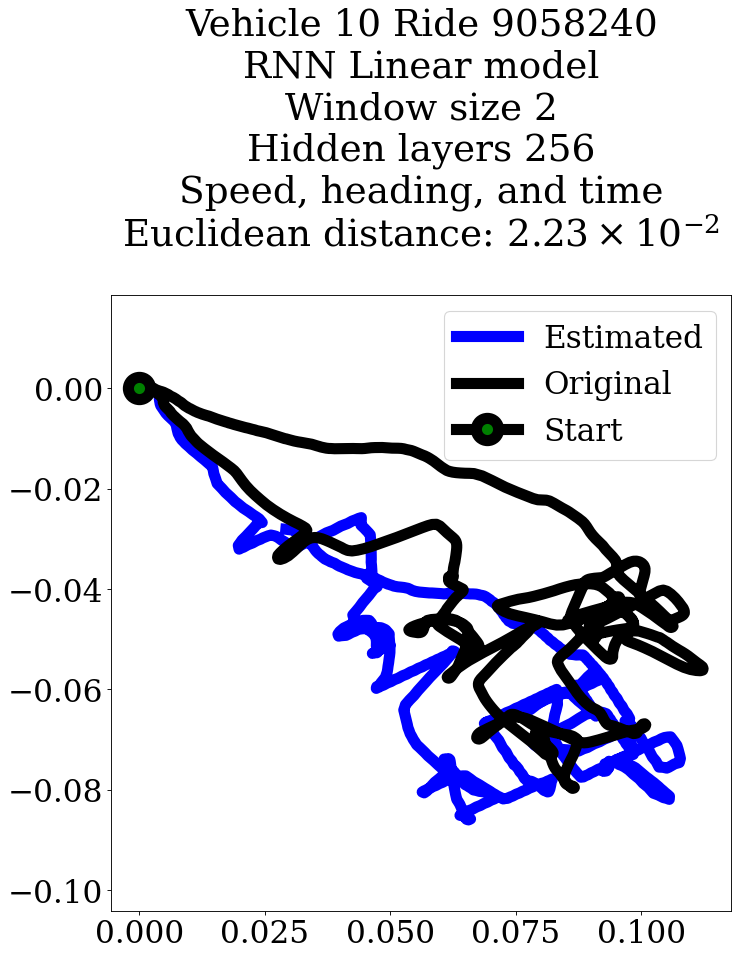 Vehicle 10 Ride 9058240
RNN Linear model
Window size 2
Hidden layers 256
Speed, heading, and time
Euclidean distance: 2.23 × 10⁻²
Estimated
Original
Start
0.00
−0.02
−0.04
−0.06
−0.08
−0.10
0.000 0.025 0.050 0.075 0.100